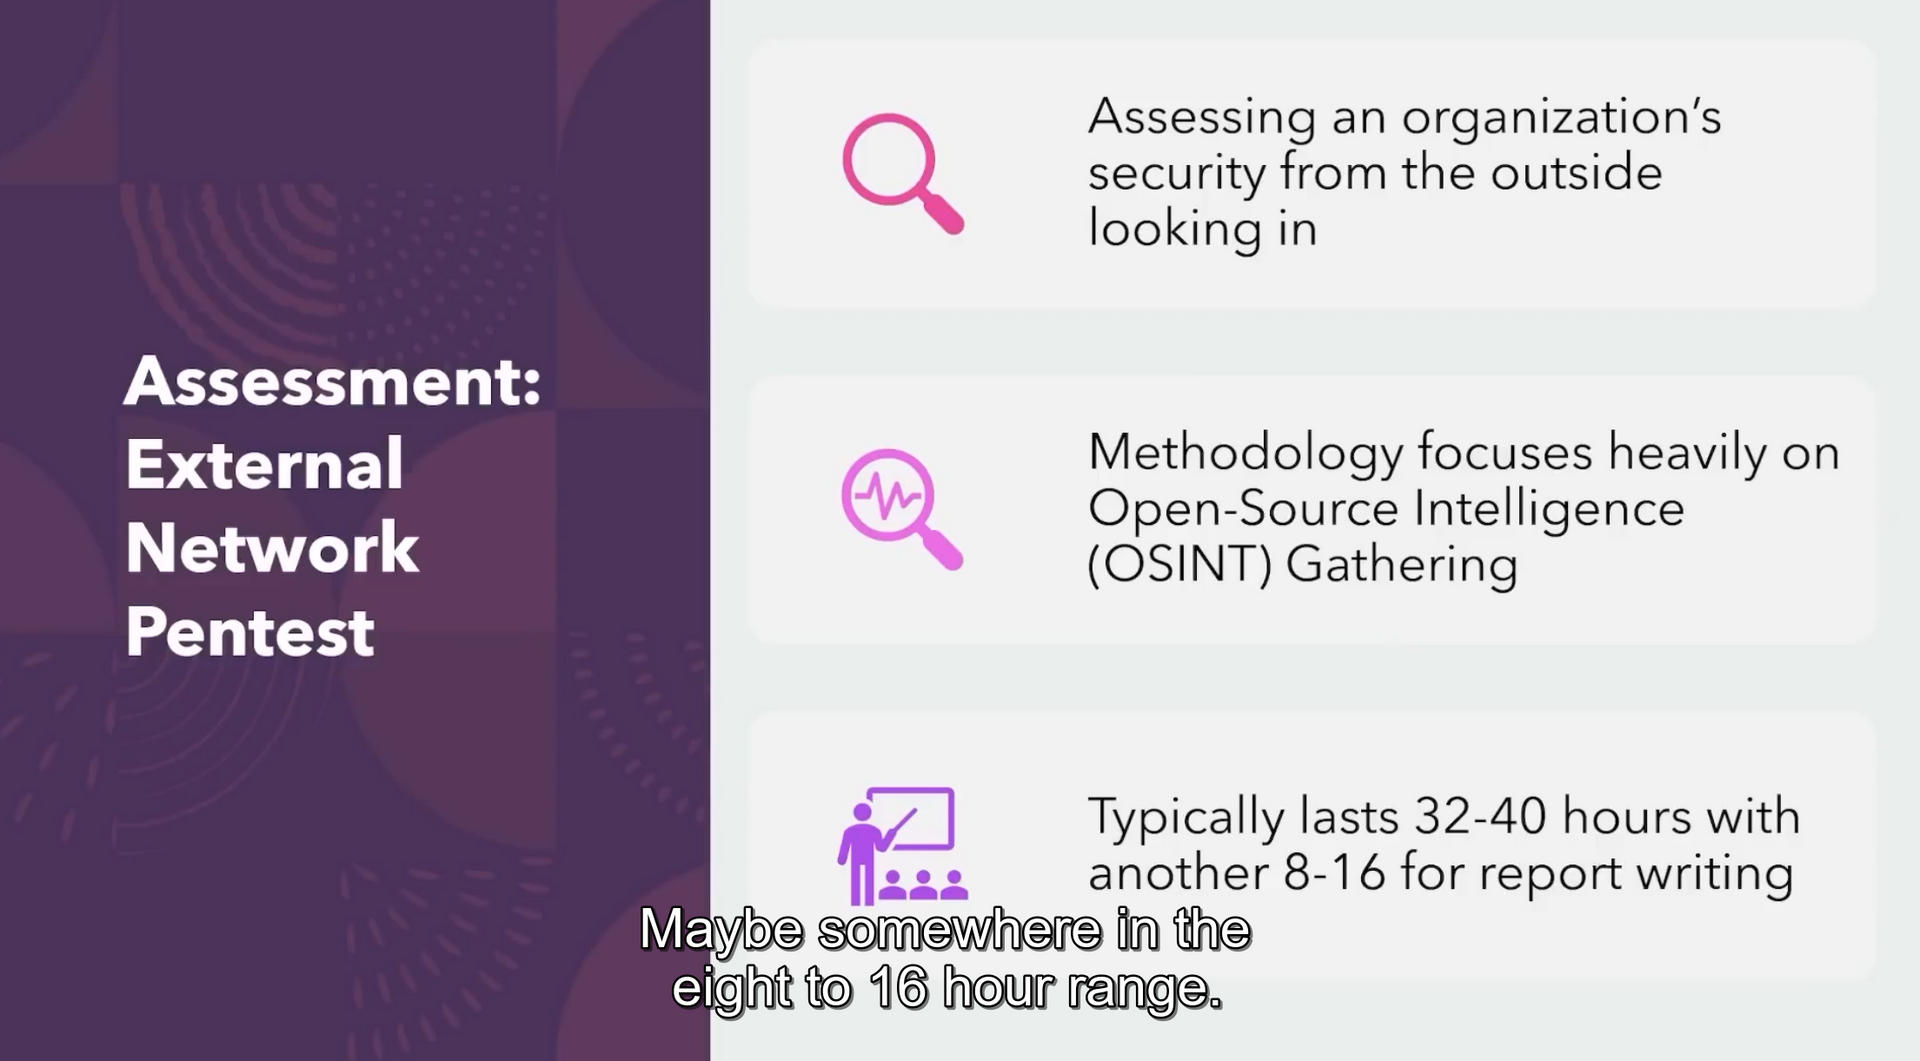 Assessment:
External
Network
Pentest
Assessing an organization’s
security from the outside
looking in
Methodology focuses heavily on
Open-Source Intelligence
(OSINT) Gathering
Typically lasts 32-40 hours with
another 8-16 for report writing
Maybe somewhere in the
eight to 16 hour range.